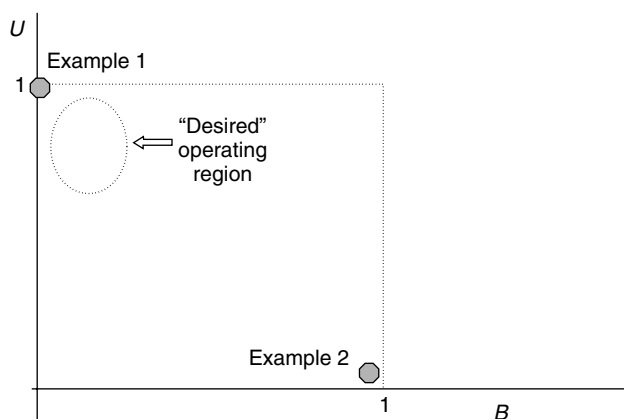 U
Example 1
1
“Desired”
operating
region
Example 2
1
B